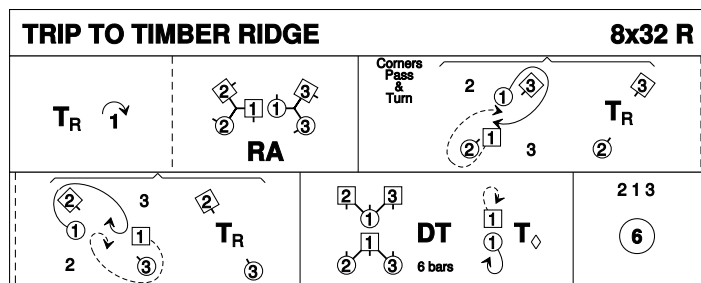 TRIP TO TIMBER RIDGE 8x32 R
TR 1
2 3
1 1
2 3
RA
Corners
Pass
&
Turn
2 1 3 3
TR
2 1 3 2
2 3 2
1 1 TR
2 3 3
2 3
1
1
2 3
DT
6 bars
1
1
T◊
2 1 3
6